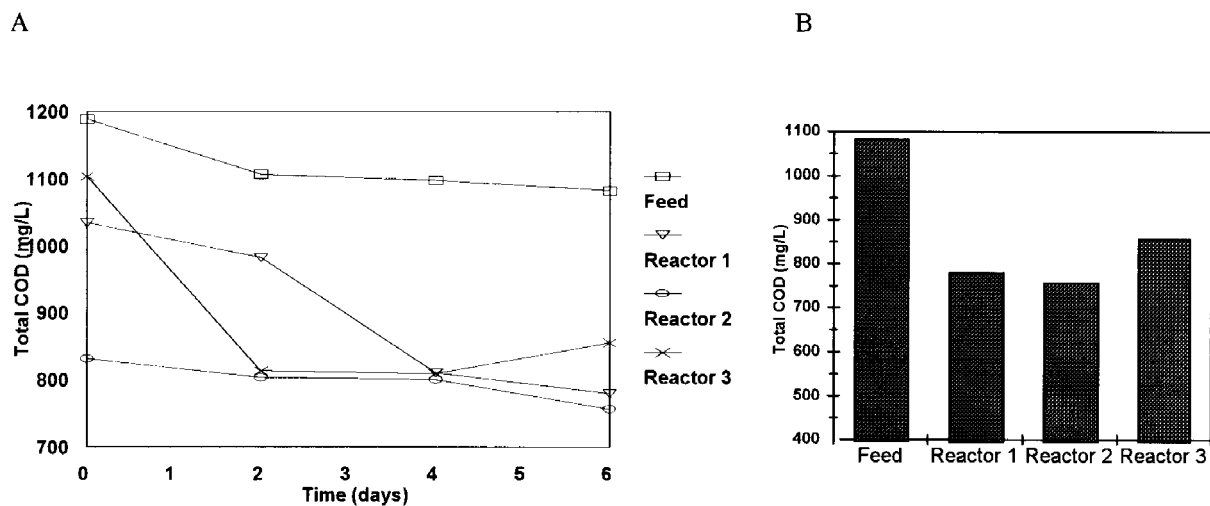 A
B
1200
1100
1000
900
800
700
Total COD (mg/L)
0
1
2
3
4
5
6
Time (days)
Feed
Reactor 1
Reactor 2
Reactor 3
1100
1000
900
800
700
600
500
400
Total COD (mg/L)
Feed
Reactor 1
Reactor 2
Reactor 3